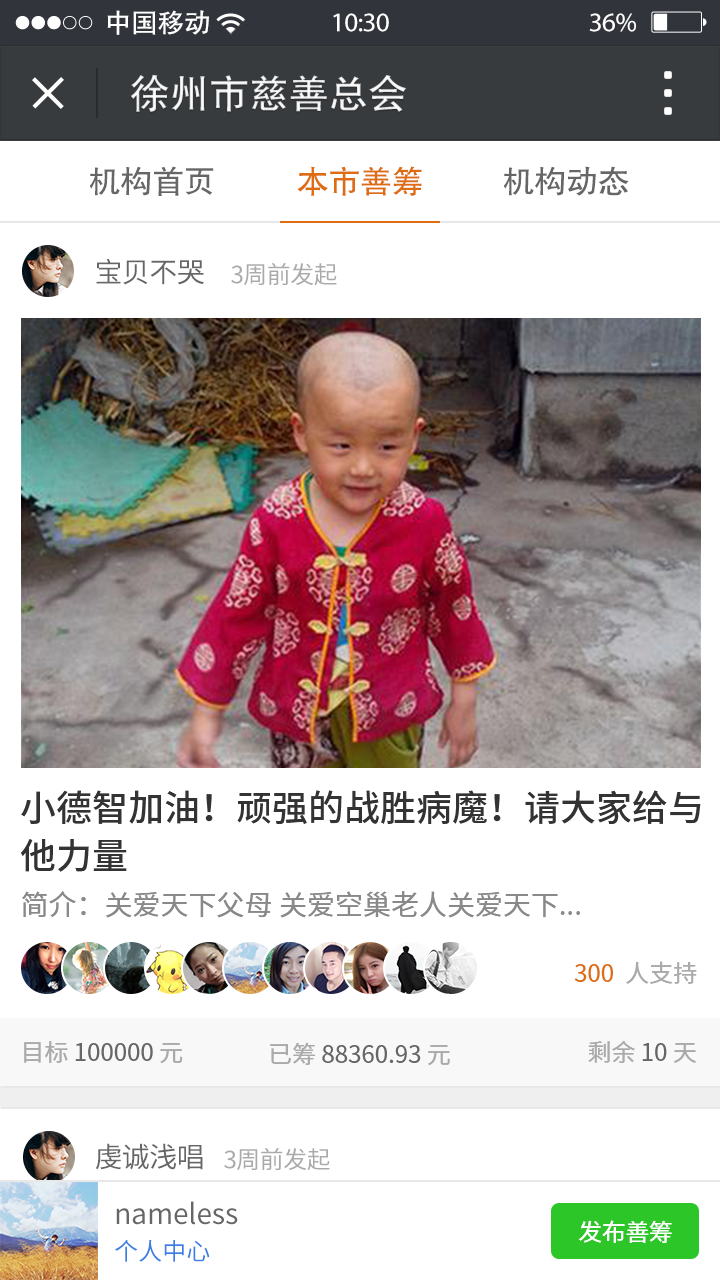 中国移动 10:30 36%
徐州市慈善总会
机构首页 本市善筹 机构动态
宝贝不哭 3周前发起
小德智加油！顽强的战胜病魔！请大家给与
他力量
简介：关爱天下父母 关爱空巢老人关爱天下...
300 人支持
目标 100000 元 已筹 88360.93 元 剩余 10 天
虔诚浅唱 3周前发起
nameless
个人中心
发布善筹